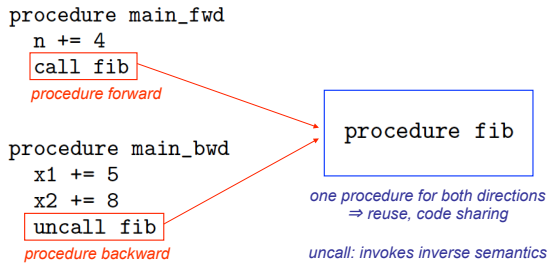 procedure main_fwd
n += 4
call fib
procedure forward
procedure main_bwd
x1 += 5
x2 += 8
uncall fib
procedure backward
procedure fib
one procedure for both directions
⇒ reuse, code sharing
uncall: invokes inverse semantics